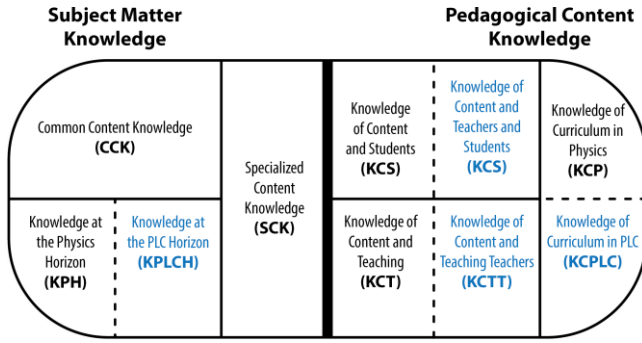 Subject Matter
Knowledge
Pedagogical Content
Knowledge
Common Content Knowledge
(CCK)
Knowledge at
the Physics
Horizon
(KPH)
Knowledge at
the PLC Horizon
(KPLCH)
Specialized
Content
Knowledge
(SCK)
Knowledge
of Content
and Students
(KCS)
Knowledge of
Content and
Teachers and
Students
(KCS)
Knowledge of
Curriculum in
Physics
(KCP)
Knowledge of
Content and
Teaching
(KCT)
Knowledge of
Content and
Teaching Teachers
(KCTT)
Knowledge of
Curriculum in PLC
(KCPLC)